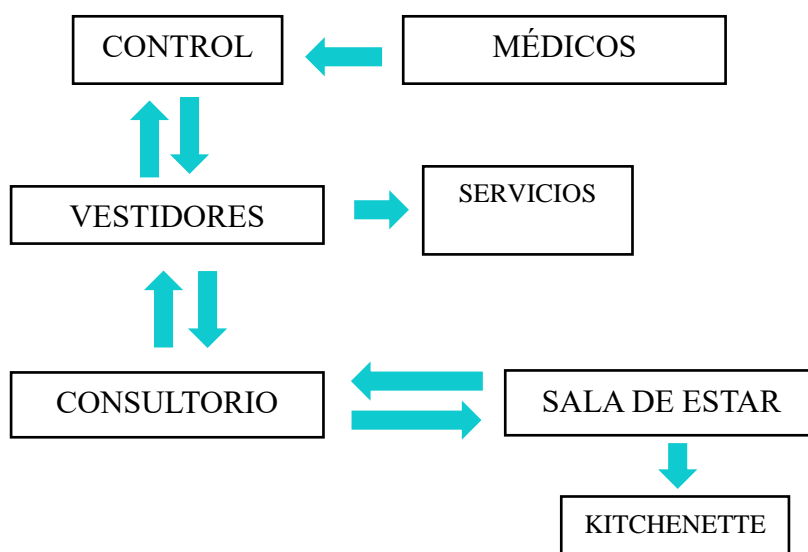 CONTROL
MÉDICOS
VESTIDORES
SERVICIOS
CONSULTORIO
SALA DE ESTAR
KITCHENETTE